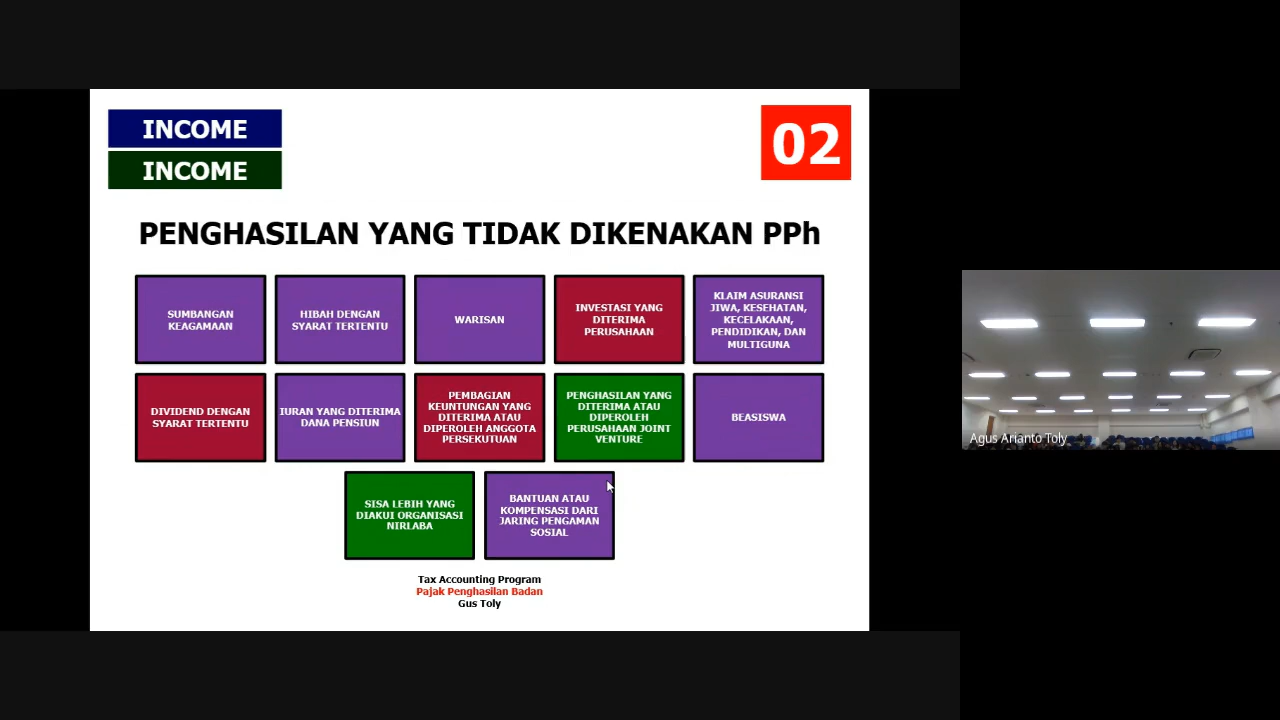 INCOME
INCOME
02
PENGHASILAN YANG TIDAK DIKENAKAN PPh
SUMBANGAN
KEAGAMAAN
HIBAH DENGAN
SYARAT TERTENTU
WARISAN
INVESTASI YANG
DITERIMA
PERUSAHAAN
KLAIM ASURANSI
JIWA, KESEHATAN,
KECELAKAAN,
PENDIDIKAN, DAN
MULTIGUNA
DIVIDEND DENGAN
SYARAT TERTENTU
IURAN YANG DITERIMA
DANA PENSIUN
PEMBAGIAN
KEUNTUNGAN YANG
DITERIMA ATAU
DIPEROLEH ANGGOTA
PERSEKUTUAN
PENGHASILAN YANG
DITERIMA ATAU
DIPEROLEH
PERUSAHAAN JOINT
VENTURE
BEASISWA
SISA LEBIH YANG
DIAKUI ORGANISASI
NIRLABA
BANTUAN ATAU
KOMPENSASI DARI
JARING PENGAMAN
SOSIAL
Tax Accounting Program
Pajak Penghasilan Badan
Gus Toly
Agus Arianto Toly